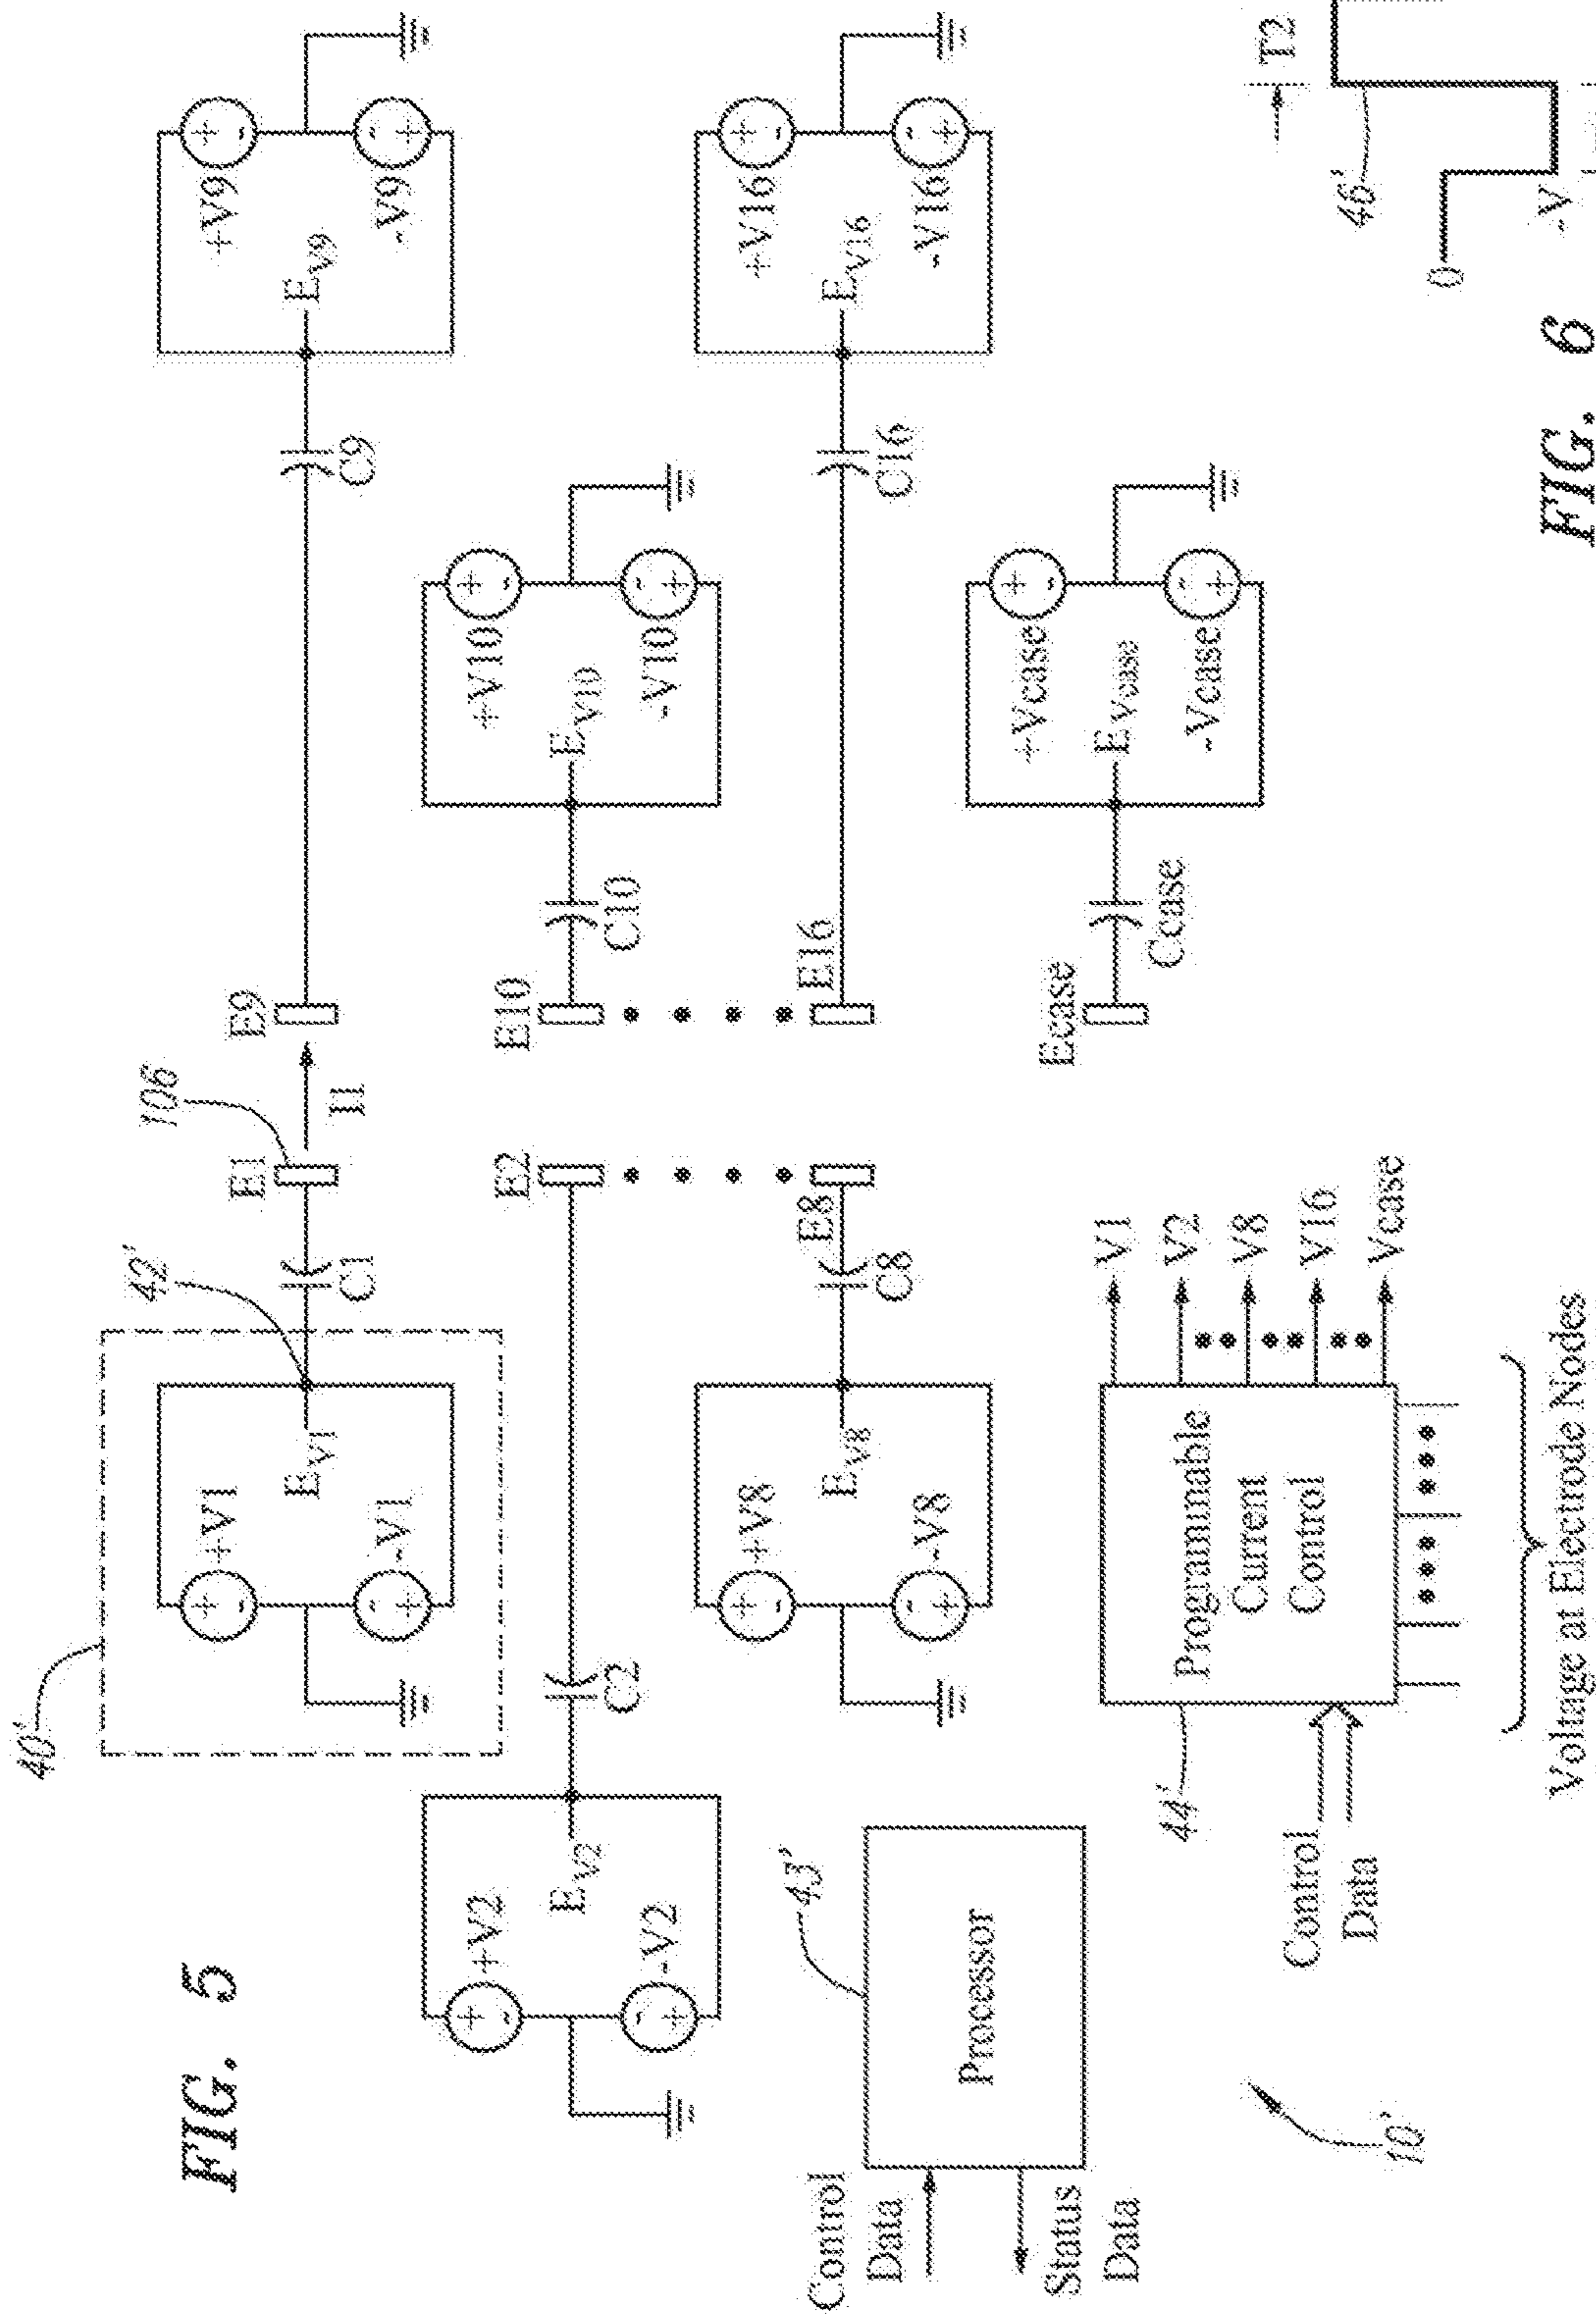 FIG. 5
40'
42'
106
+V1
-V1
EV1
C1
E1
I1
E9
C9
EV9
+V9
-V9
+V2
-V2
EV2
C2
E2
E10
C10
EV10
+V10
-V10
+V8
-V8
EV8
C8
E8
E16
C16
EV16
+V16
-V16
43'
Processor
Control
Data
Status
Data
44'
Programmable
Current
Control
V1
V2
V8
V16
Vcase
Control
Data
Voltage at Electrode Nodes
Ecase
Ccase
EVcase
+Vcase
-Vcase
10'
FIG. 6
0
-V
46'
T2